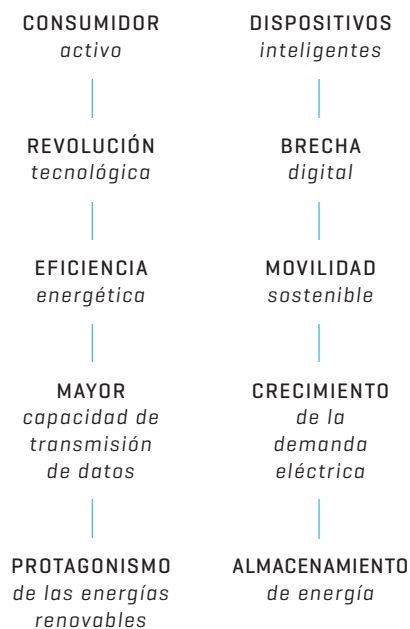 CONSUMIDOR
activo
REVOLUCIÓN
tecnológica
EFICIENCIA
energética
MAYOR
capacidad de
transmisión
de datos
PROTAGONISMO
de las energías
renovables
DISPOSITIVOS
inteligentes
BRECHA
digital
MOVILIDAD
sostenible
CRECIMIENTO
de la
demanda
eléctrica
ALMACENAMIENTO
de energía